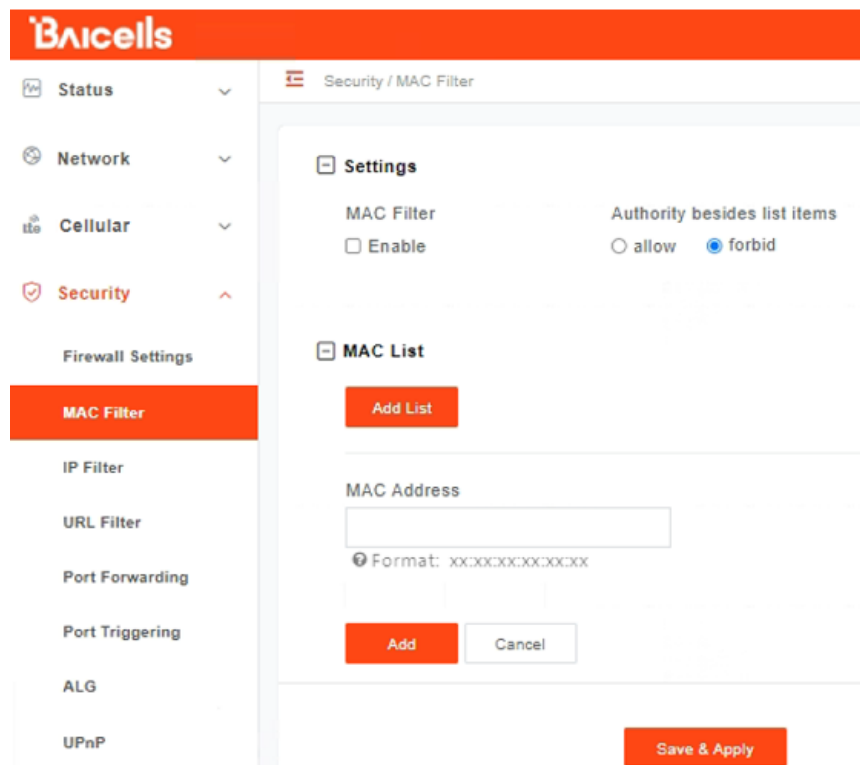 BAICELLS
Status
Network
Cellular
Security
Firewall Settings
MAC Filter
IP Filter
URL Filter
Port Forwarding
Port Triggering
ALG
UPnP
Security / MAC Filter
Settings
MAC Filter
Enable
Authority besides list items
allow forbid
MAC List
Add List
MAC Address
Format: xx:xx:xx:xx:xx:xx
Add Cancel
Save & Apply